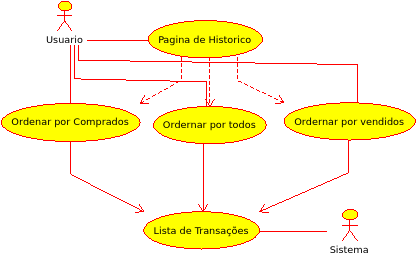 Usuario
Pagina de Historico
Ordenar por Comprados
Ordernar por todos
Ordernar por vendidos
Lista de Transações
Sistema